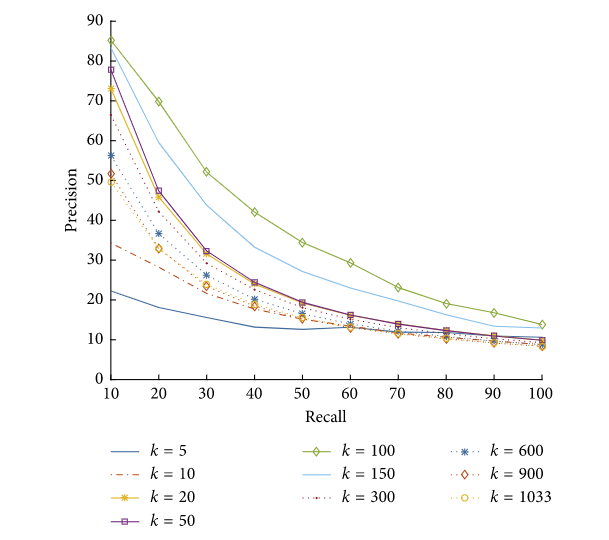 90
80
70
60
50
40
30
20
10
0
Precision
10 20 30 40 50 60 70 80 90 100
Recall
k = 5
k = 10
k = 20
k = 50
k = 100
k = 150
k = 300
k = 600
k = 900
k = 1033